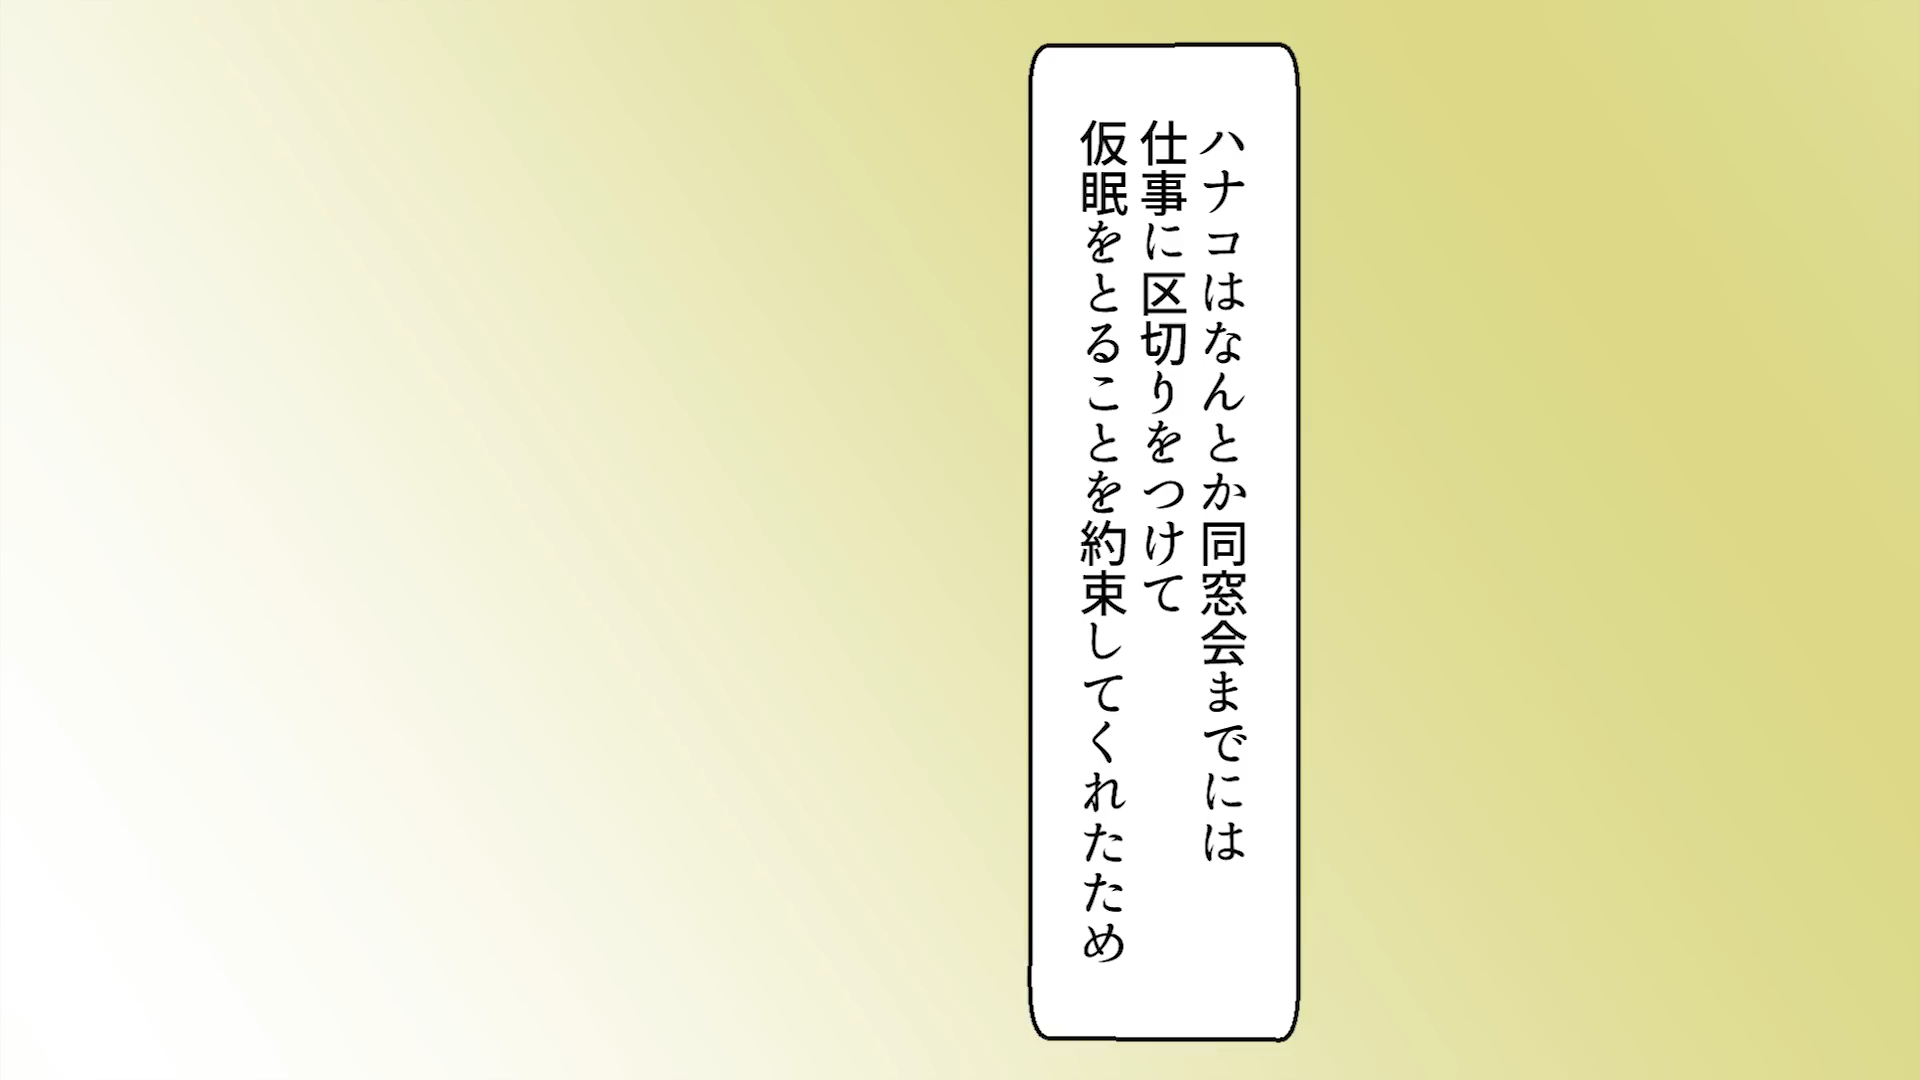 ハナコはなんとか同窓会までには
仕事に区切りをつけて
仮眠をとることを約束してくれたため